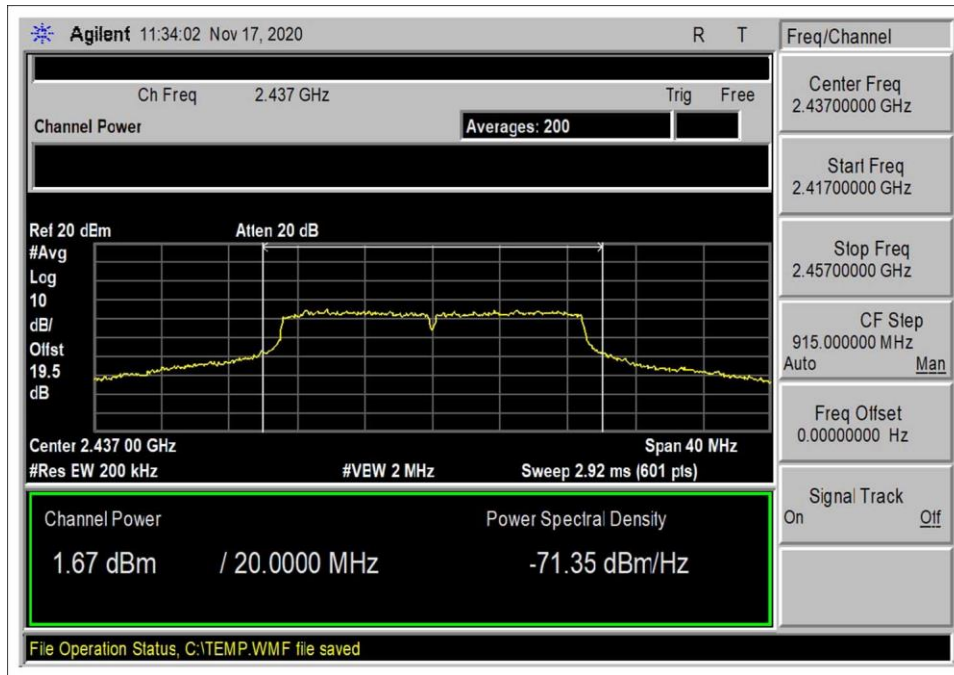 Agilent 11:34:02 Nov 17, 2020 R T
Ch Freq 2.437 GHz Trig Free
Channel Power Averages: 200
Ref 20 dBm Atten 20 dB
#Avg
Log
10
dB/
Offst
19.5
dB
Center 2.437 00 GHz Span 40 MHz
#Res EW 200 kHz #VEW 2 MHz Sweep 2.92 ms (601 pts)
Channel Power Power Spectral Density
1.67 dBm / 20.0000 MHz -71.35 dBm/Hz
File Operation Status, C:\TEMP.WMF file saved
Freq/Channel
Center Freq
2.43700000 GHz
Start Freq
2.41700000 GHz
Stop Freq
2.45700000 GHz
CF Step
915.000000 MHz
Auto Man
Freq Offset
0.00000000 Hz
Signal Track
On Off